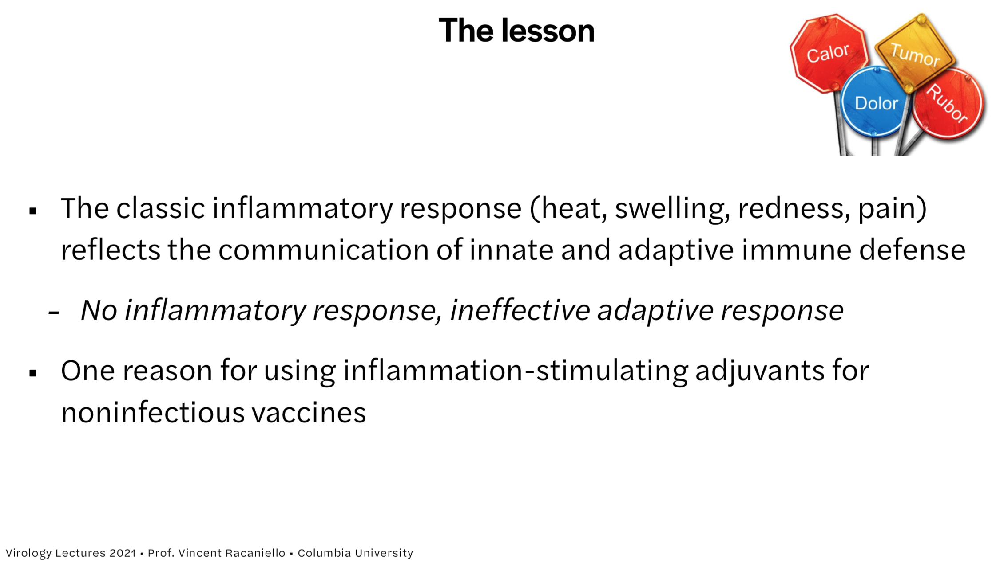 The lesson
Calor
Tumor
Dolor
Rubor
▪ The classic inflammatory response (heat, swelling, redness, pain)
reflects the communication of innate and adaptive immune defense
- No inflammatory response, ineffective adaptive response
▪ One reason for using inflammation-stimulating adjuvants for
noninfectious vaccines
Virology Lectures 2021 ▪ Prof. Vincent Racaniello ▪ Columbia University